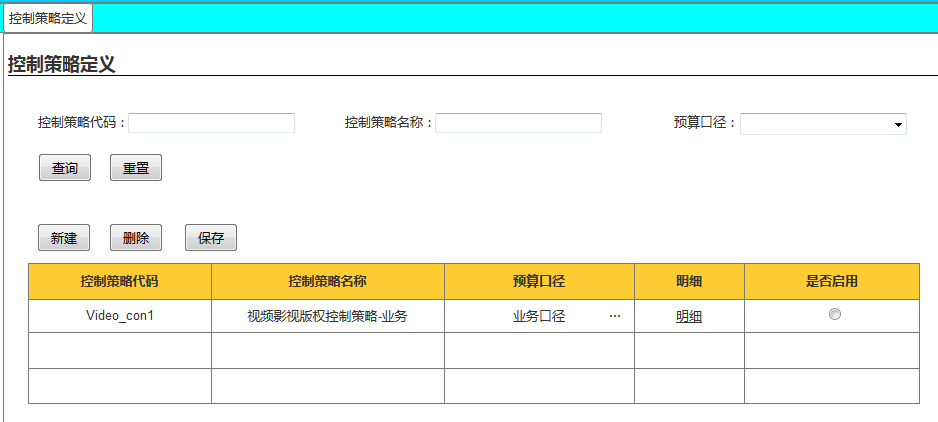 控制策略定义
控制策略定义
控制策略代码： 控制策略名称： 预算口径：
查询 重置
新建 删除 保存
控制策略代码 控制策略名称 预算口径 明细 是否启用
Video_con1 视频影视版权控制策略-业务 业务口径 ... 明细